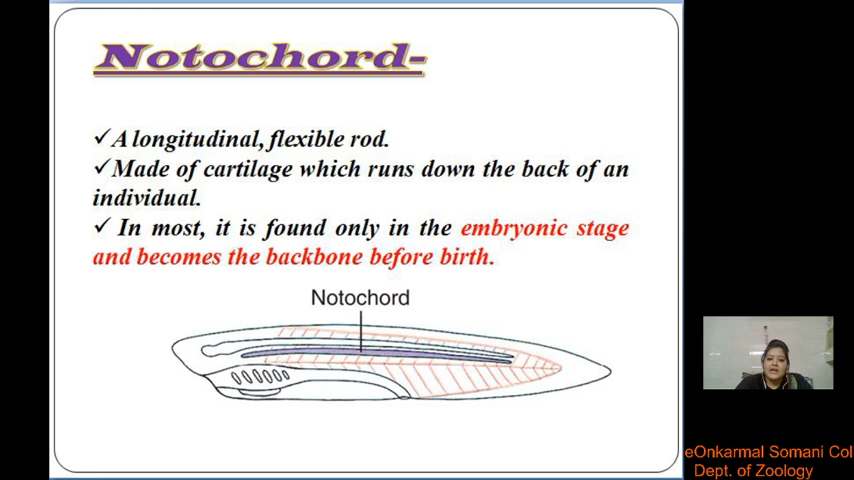 Notochord-
✓A longitudinal, flexible rod.
✓Made of cartilage which runs down the back of an
individual.
✓ In most, it is found only in the embryonic stage
and becomes the backbone before birth.
Notochord
eOnkarmal Somani Col
Dept. of Zoology